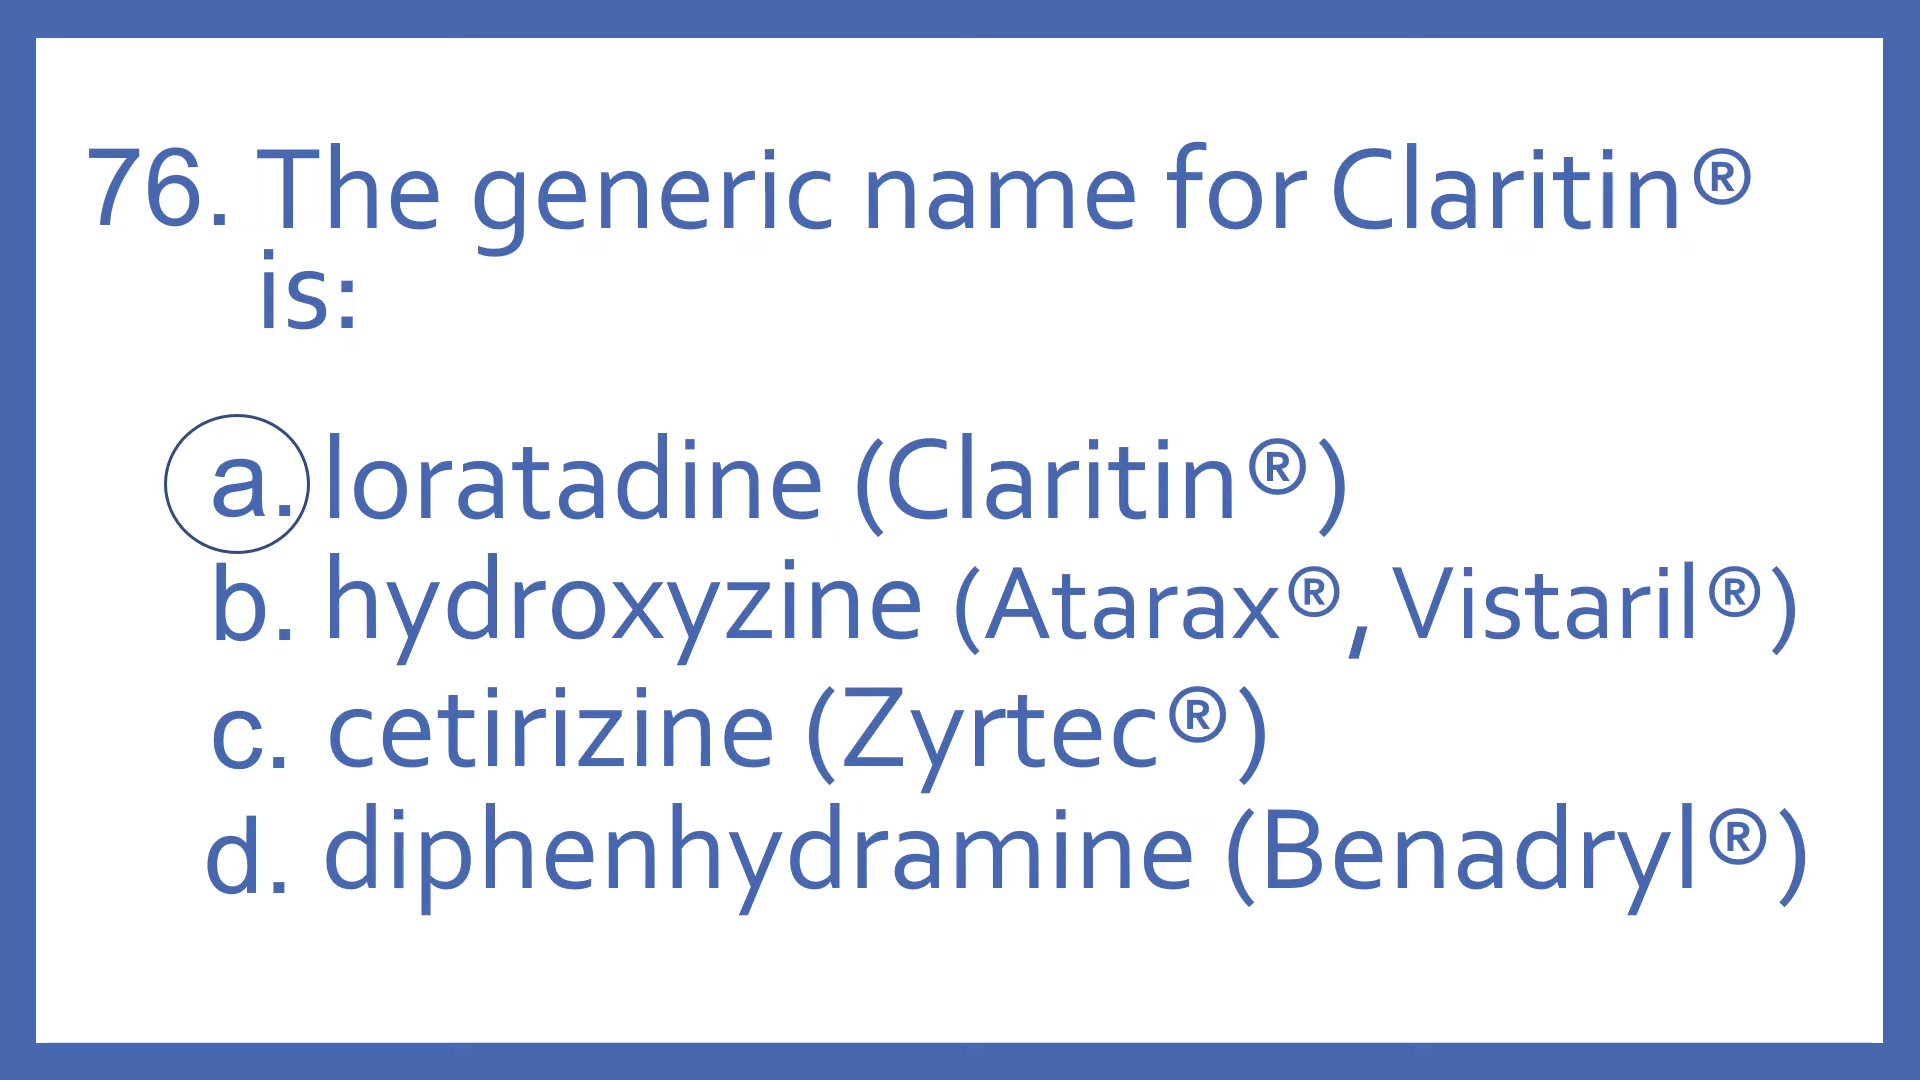 76. The generic name for Claritin®
is:
a. loratadine (Claritin®)
b. hydroxyzine (Atarax®, Vistaril®)
c. cetirizine (Zyrtec®)
d. diphenhydramine (Benadryl®)